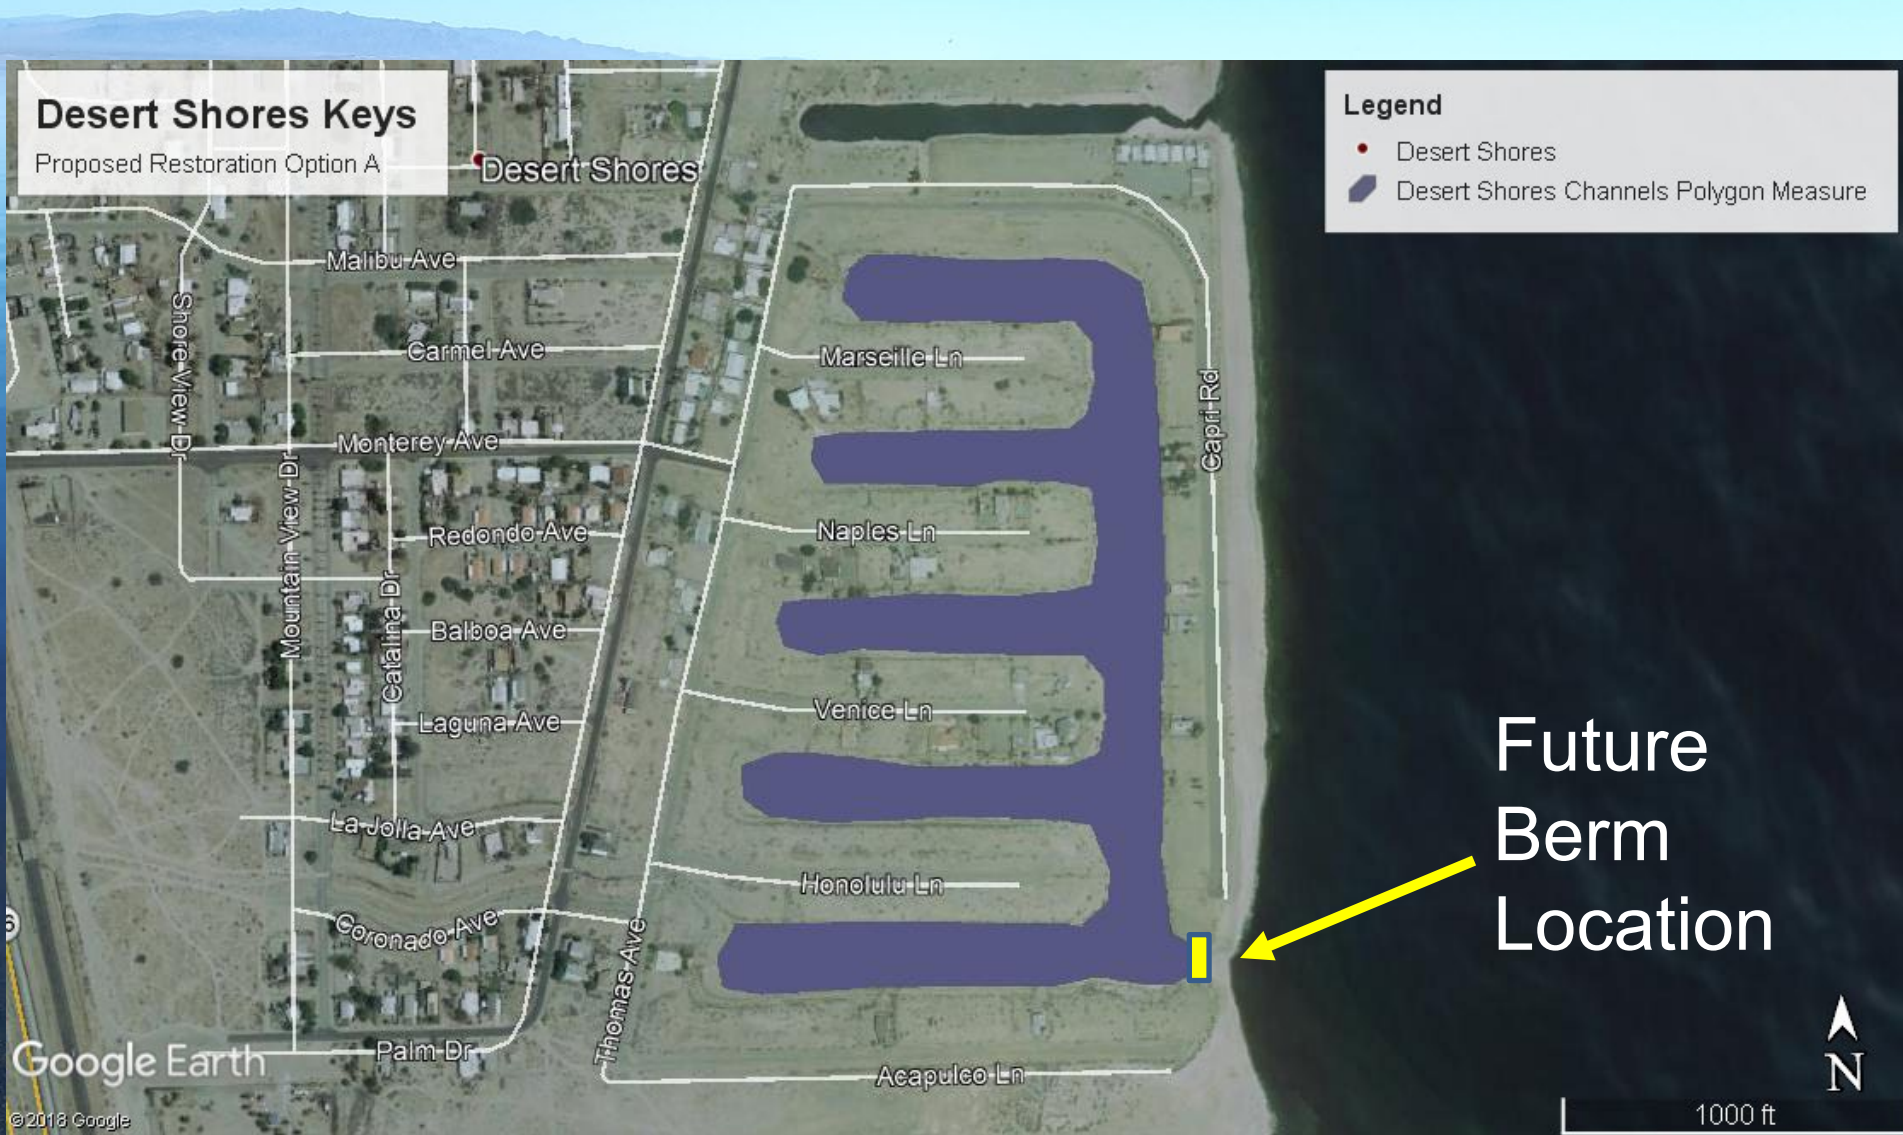 Desert Shores Keys
Proposed Restoration Option A
Legend
Desert Shores
Desert Shores Channels Polygon Measure
Desert Shores
Malibu Ave
Shore View Dr
Carmel Ave
Marseille Ln
Capri Rd
Monterey Ave
Mountain View Dr
Redondo Ave
Naples Ln
Catalina Dr
Balboa Ave
Laguna Ave
Venice Ln
Future
Berm
Location
La Jolla Ave
Honolulu Ln
Coronado Ave
Thomas Ave
Palm Dr
Acapulco Ln
Google Earth
N
©2018 Google
1000 ft